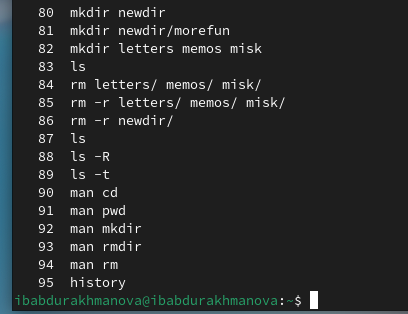 80 mkdir newdir
81 mkdir newdir/morefun
82 mkdir letters memos misk
83 ls
84 rm letters/ memos/ misk/
85 rm -r letters/ memos/ misk/
86 rm -r newdir/
87 ls
88 ls -R
89 ls -t
90 man cd
91 man pwd
92 man mkdir
93 man rmdir
94 man rm
95 history
ibabdurakhmanova@ibabdurakhmanova:~$